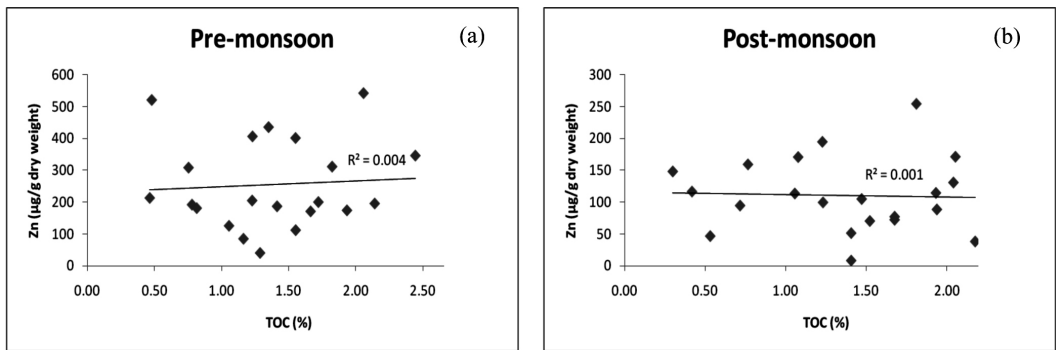 Pre-monsoon
(a)
Zn (µg/g dry weight)
600
500
400
300
200
100
0
R² = 0.004
0.00 0.50 1.00 1.50 2.00 2.50
TOC (%)
Post-monsoon
(b)
Zn (µg/g dry weight)
300
250
200
150
100
50
0
R² = 0.001
0.00 0.50 1.00 1.50 2.00
TOC (%)